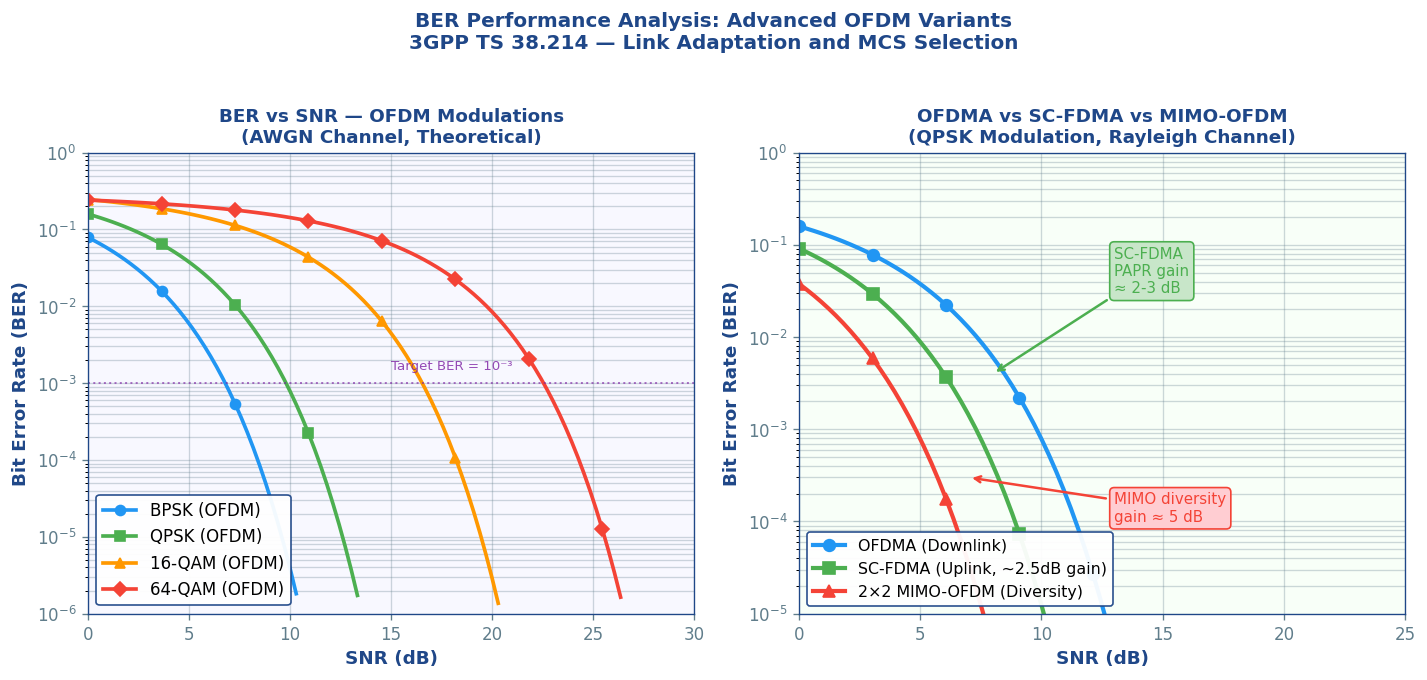 BER Performance Analysis: Advanced OFDM Variants
3GPP TS 38.214 — Link Adaptation and MCS Selection
BER vs SNR — OFDM Modulations
(AWGN Channel, Theoretical)
Bit Error Rate (BER)
10⁰
10⁻¹
10⁻²
10⁻³
10⁻⁴
10⁻⁵
10⁻⁶
Target BER = 10⁻³
BPSK (OFDM)
QPSK (OFDM)
16-QAM (OFDM)
64-QAM (OFDM)
0 5 10 15 20 25 30
SNR (dB)
OFDMA vs SC-FDMA vs MIMO-OFDM
(QPSK Modulation, Rayleigh Channel)
Bit Error Rate (BER)
10⁰
10⁻¹
10⁻²
10⁻³
10⁻⁴
10⁻⁵
SC-FDMA
PAPR gain
≈ 2-3 dB
MIMO diversity
gain ≈ 5 dB
OFDMA (Downlink)
SC-FDMA (Uplink, ~2.5dB gain)
2×2 MIMO-OFDM (Diversity)
0 5 10 15 20 25
SNR (dB)